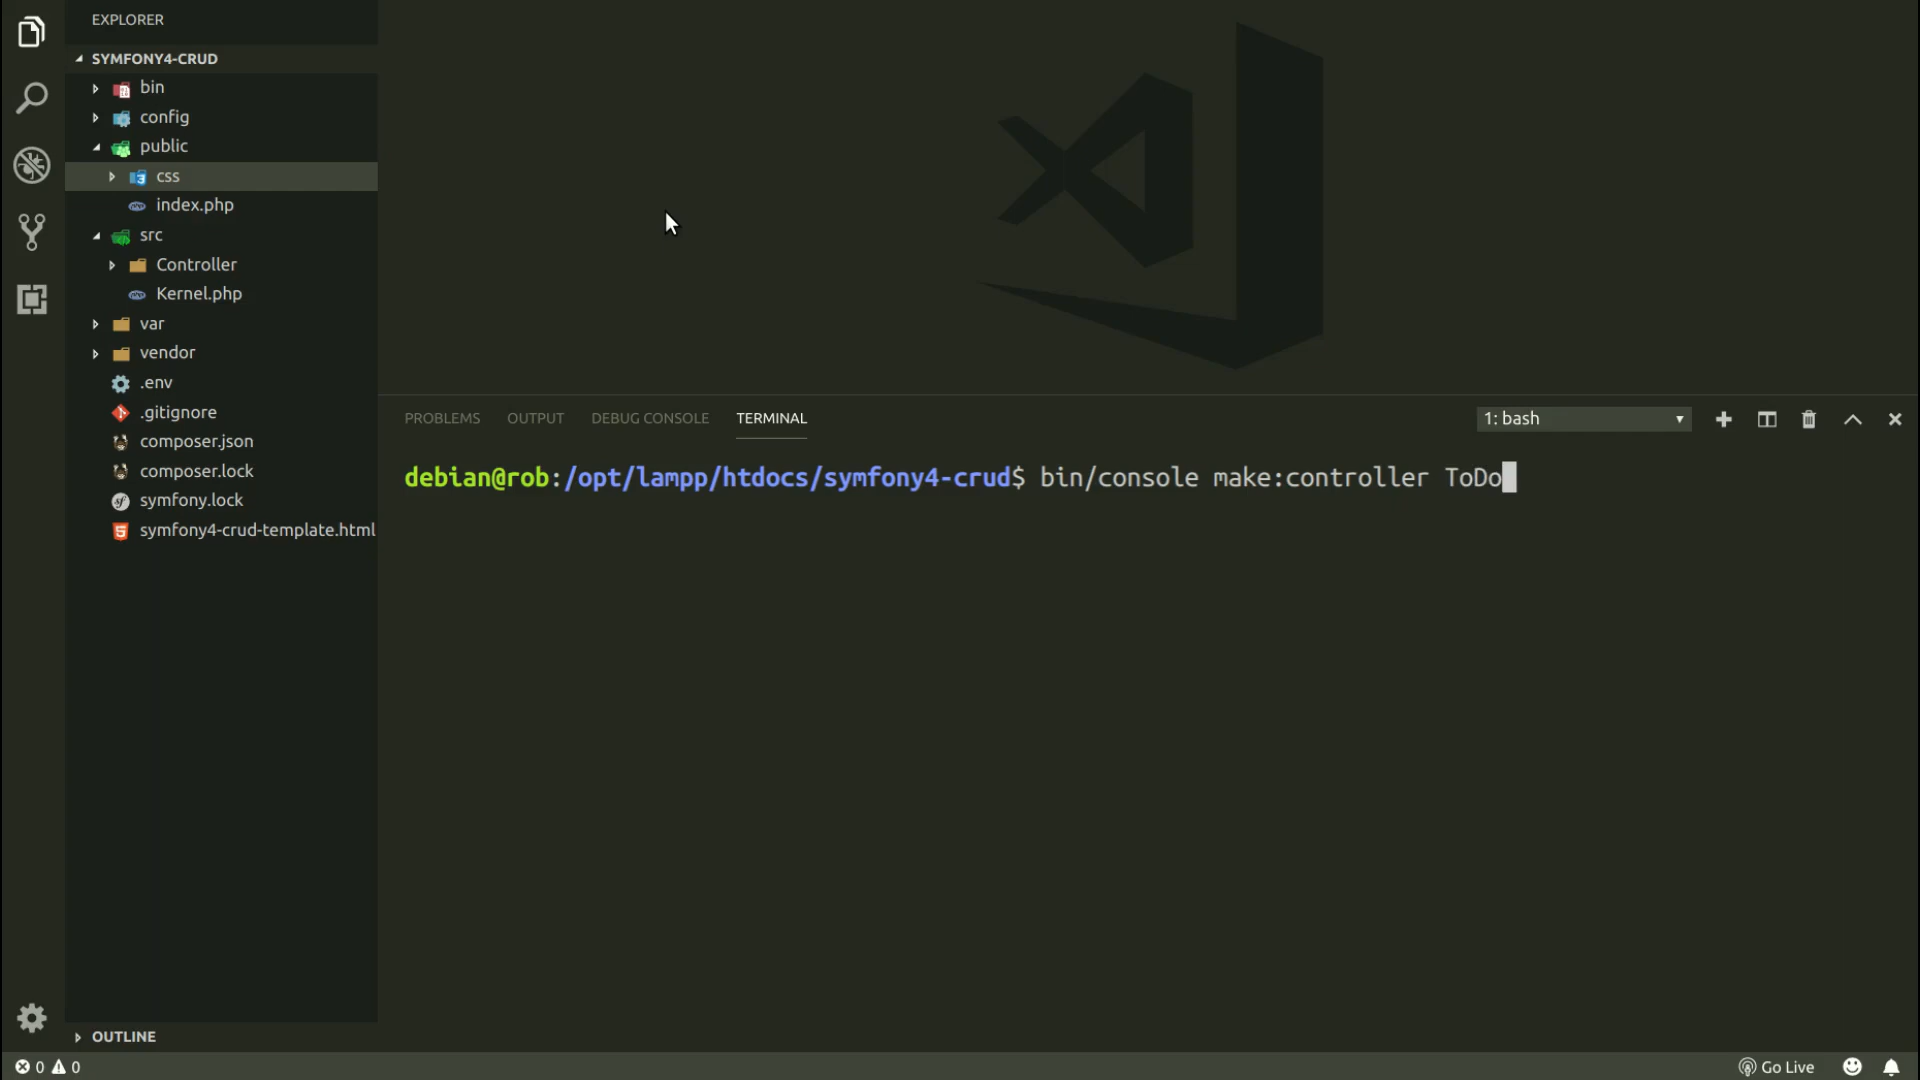 EXPLORER
SYMFONY4-CRUD
bin
config
public
css
index.php
src
Controller
Kernel.php
var
vendor
.env
.gitignore
composer.json
composer.lock
symfony.lock
symfony4-crud-template.html
OUTLINE
PROBLEMS OUTPUT DEBUG CONSOLE TERMINAL 1: bash
debian@rob:/opt/lampp/htdocs/symfony4-crud$ bin/console make:controller ToDo
0 0 Go Live